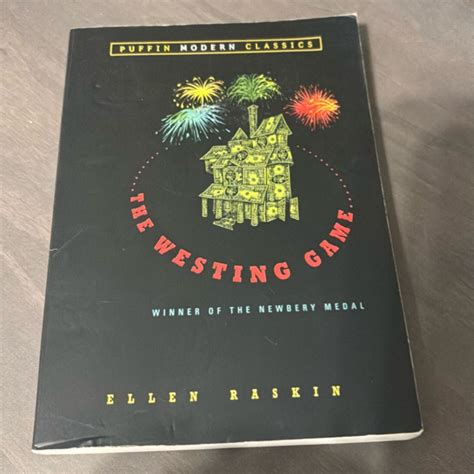 PUFFIN MODERN CLASSICS
THE WESTING GAME
WINNER OF THE NEWBERY MEDAL
ELLEN RASKIN